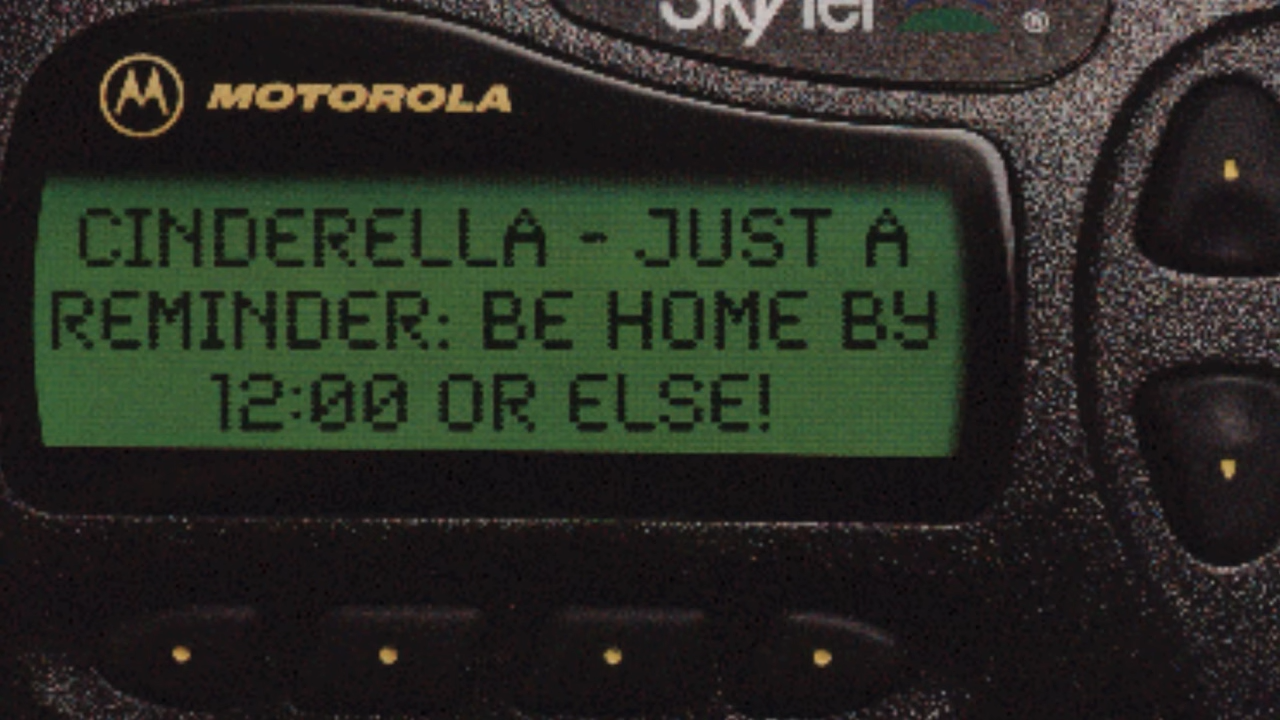 SkyTel ®
MOTOROLA
CINDERELLA - JUST A
REMINDER: BE HOME BY
12:00 OR ELSE!